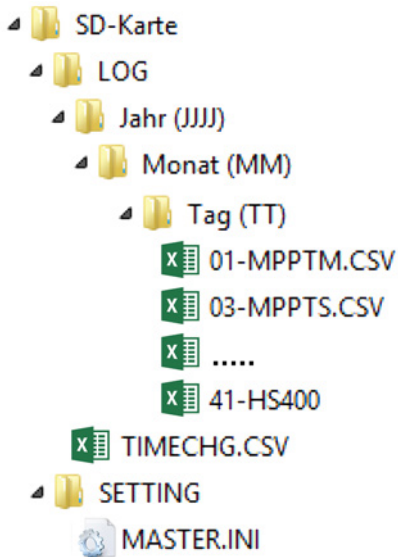 SD-Karte
LOG
Jahr (JJJJ)
Monat (MM)
Tag (TT)
01-MPPTM.CSV
03-MPPTS.CSV
.....
41-HS400
TIMECHG.CSV
SETTING
MASTER.INI